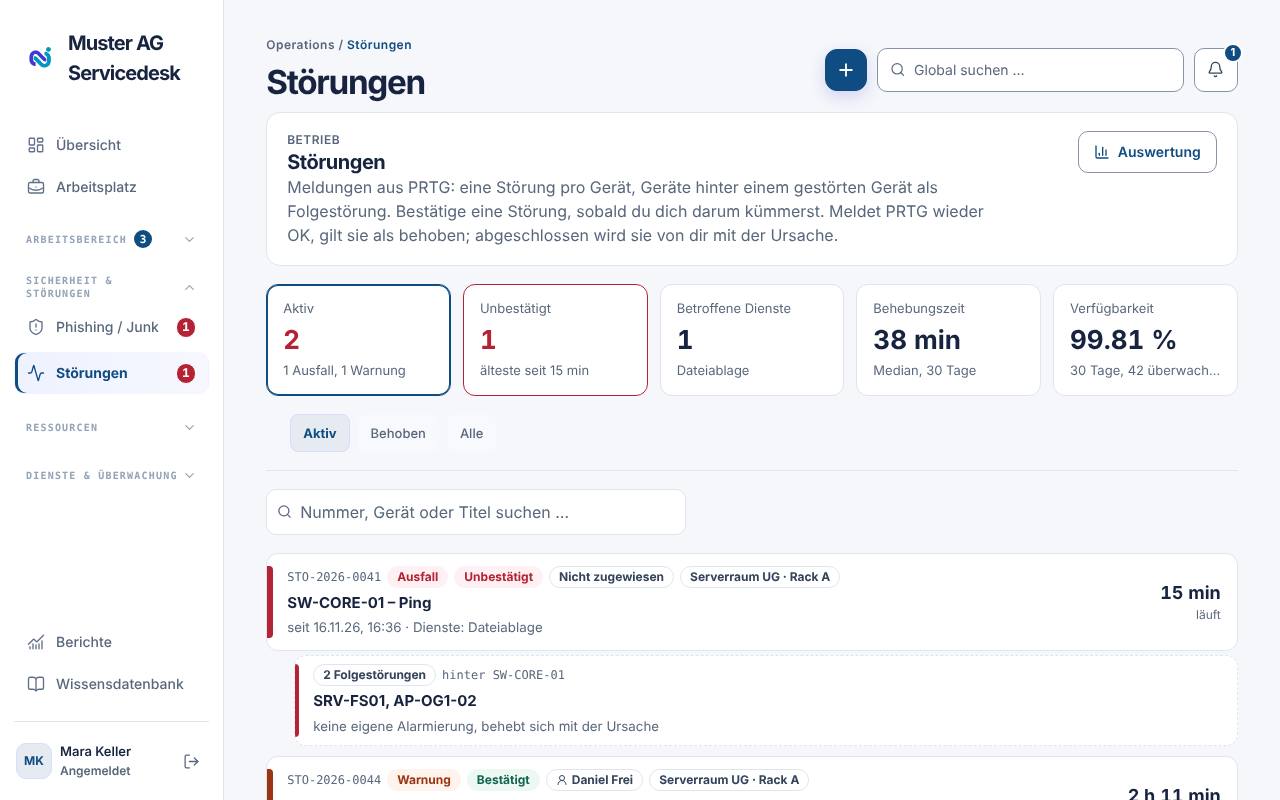 Muster AG
Servicedesk
Übersicht
Arbeitsplatz
ARBEITSBEREICH 3
SICHERHEIT &
STÖRUNGEN
Phishing / Junk 1
Störungen 1
RESSOURCEN
DIENSTE & ÜBERWACHUNG
Berichte
Wissensdatenbank
MK
Mara Keller
Angemeldet
Operations / Störungen
Störungen
Global suchen ...
1
BETRIEB
Störungen
Auswertung
Meldungen aus PRTG: eine Störung pro Gerät, Geräte hinter einem gestörten Gerät als
Folgestörung. Bestätige eine Störung, sobald du dich darum kümmerst. Meldet PRTG wieder
OK, gilt sie als behoben; abgeschlossen wird sie von dir mit der Ursache.
Aktiv
2
1 Ausfall, 1 Warnung
Unbestätigt
1
älteste seit 15 min
Betroffene Dienste
1
Dateiablage
Behebungszeit
38 min
Median, 30 Tage
Verfügbarkeit
99.81 %
30 Tage, 42 überwach...
Aktiv Behoben Alle
Nummer, Gerät oder Titel suchen ...
STO-2026-0041 Ausfall Unbestätigt Nicht zugewiesen Serverraum UG · Rack A
SW-CORE-01 – Ping
seit 16.11.26, 16:36 · Dienste: Dateiablage
15 min
läuft
2 Folgestörungen hinter SW-CORE-01
SRV-FS01, AP-OG1-02
keine eigene Alarmierung, behebt sich mit der Ursache
STO-2026-0044 Warnung Bestätigt Daniel Frei Serverraum UG · Rack A
2 h 11 min